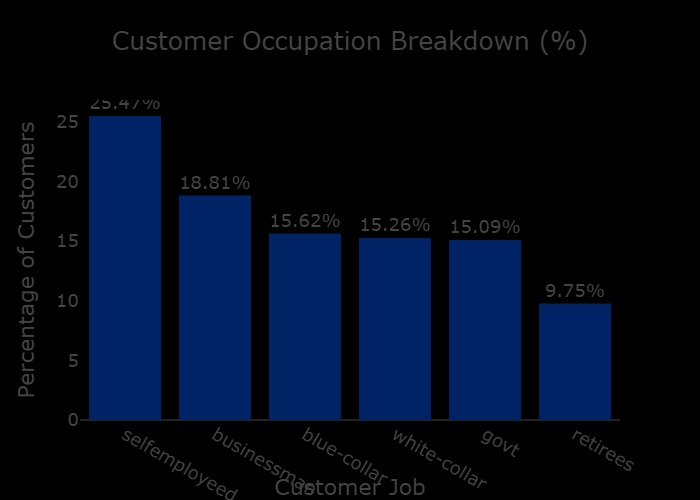 Customer Occupation Breakdown (%)
25.47%
18.81%
15.62%
15.26%
15.09%
9.75%
25
20
15
10
5
0
Percentage of Customers
selfemployeed
businessman
blue-collar
white-collar
govt
retirees
Customer Job